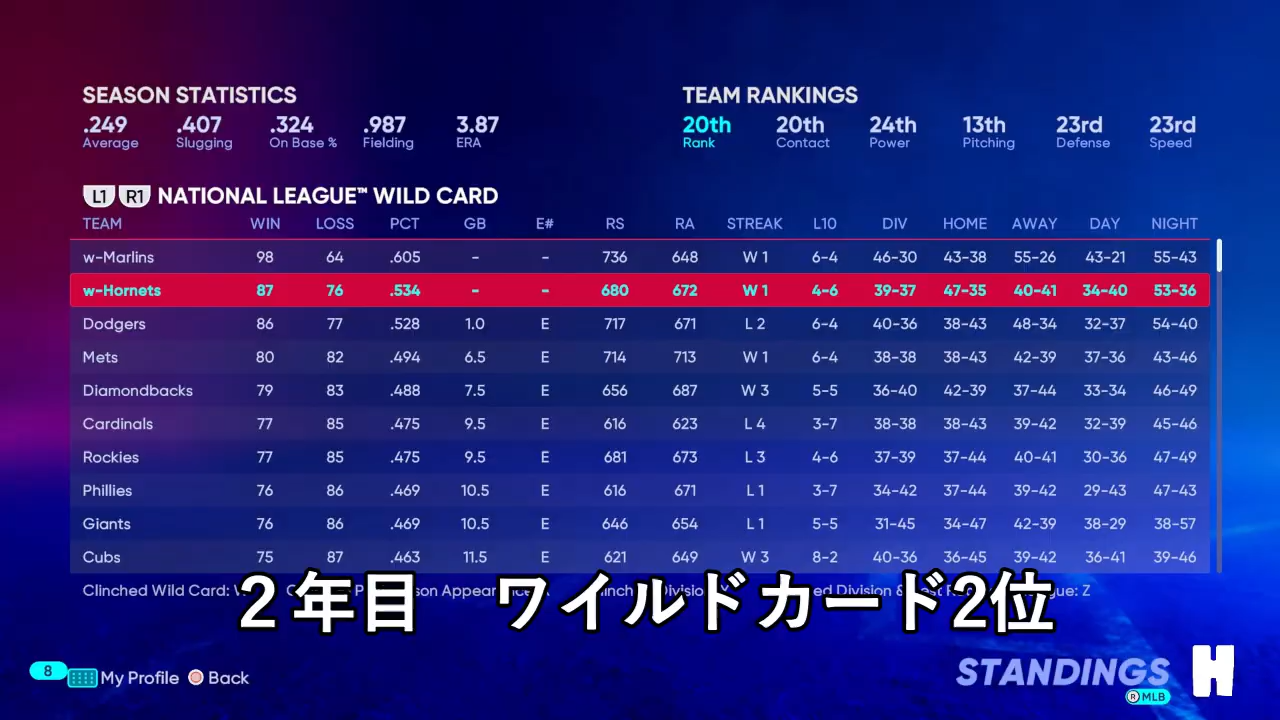 SEASON STATISTICS
.249 .407 .324 .987 3.87
Average Slugging On Base % Fielding ERA
TEAM RANKINGS
20th 20th 24th 13th 23rd 23rd
Rank Contact Power Pitching Defense Speed
L1 R1 NATIONAL LEAGUE™ WILD CARD
TEAM WIN LOSS PCT GB E# RS RA STREAK L10 DIV HOME AWAY DAY NIGHT
w-Marlins 98 64 .605 - - 736 648 W 1 6-4 46-30 43-38 55-26 43-21 55-43
w-Hornets 87 76 .534 - - 680 672 W 1 4-6 39-37 47-35 40-41 34-40 53-36
Dodgers 86 77 .528 1.0 E 717 671 L 2 6-4 40-36 38-43 48-34 32-37 54-40
Mets 80 82 .494 6.5 E 714 713 W 1 6-4 38-38 38-43 42-39 37-36 43-46
Diamondbacks 79 83 .488 7.5 E 656 687 W 3 5-5 36-40 42-39 37-44 33-34 46-49
Cardinals 77 85 .475 9.5 E 616 623 L 4 3-7 38-38 38-43 39-42 32-39 45-46
Rockies 77 85 .475 9.5 E 681 673 L 3 4-6 37-39 37-44 40-41 30-36 47-49
Phillies 76 86 .469 10.5 E 616 671 L 1 3-7 34-42 37-44 39-42 29-43 47-43
Giants 76 86 .469 10.5 E 646 654 L 1 5-5 31-45 34-47 42-39 38-29 38-57
Cubs 75 87 .463 11.5 E 621 649 W 3 8-2 40-36 36-45 39-42 36-41 39-46
Clinched Wild Card:
２年目 ワイルドカード2位
8 My Profile Back
STANDINGS H
R MLB